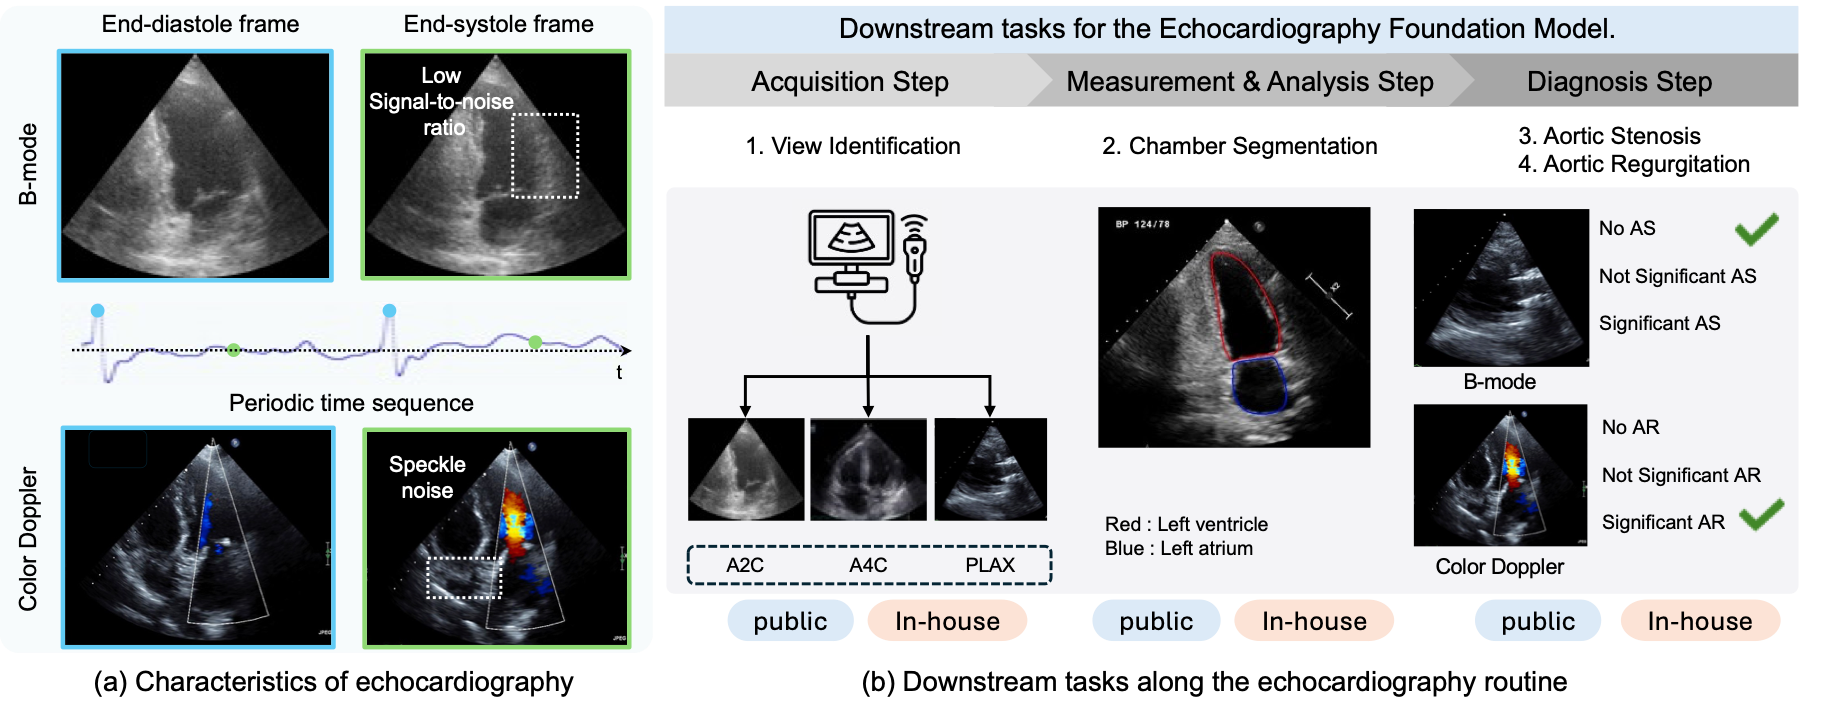 End-diastole frame
End-systole frame
B-mode
Low
Signal-to-noise
ratio
t
Periodic time sequence
Color Doppler
Speckle
noise
JPEG
JPEG
(a) Characteristics of echocardiography
Downstream tasks for the Echocardiography Foundation Model.
Acquisition Step
Measurement & Analysis Step
Diagnosis Step
1. View Identification
2. Chamber Segmentation
3. Aortic Stenosis
4. Aortic Regurgitation
A2C
A4C
PLAX
BP 124/78
X2
Red : Left ventricle
Blue : Left atrium
No AS
Not Significant AS
Significant AS
B-mode
No AR
Not Significant AR
Significant AR
Color Doppler
public
In-house
public
In-house
public
In-house
(b) Downstream tasks along the echocardiography routine